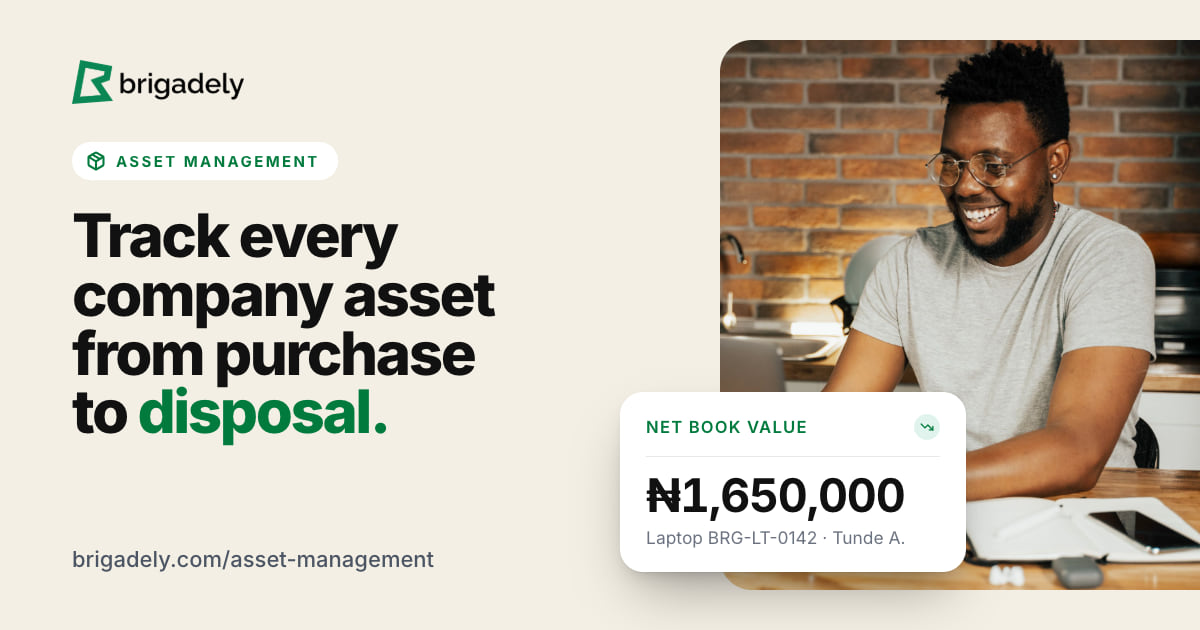 brigadely
ASSET MANAGEMENT
Track every
company asset
from purchase
to disposal.
NET BOOK VALUE
₦1,650,000
Laptop BRG-LT-0142 · Tunde A.
brigadely.com/asset-management